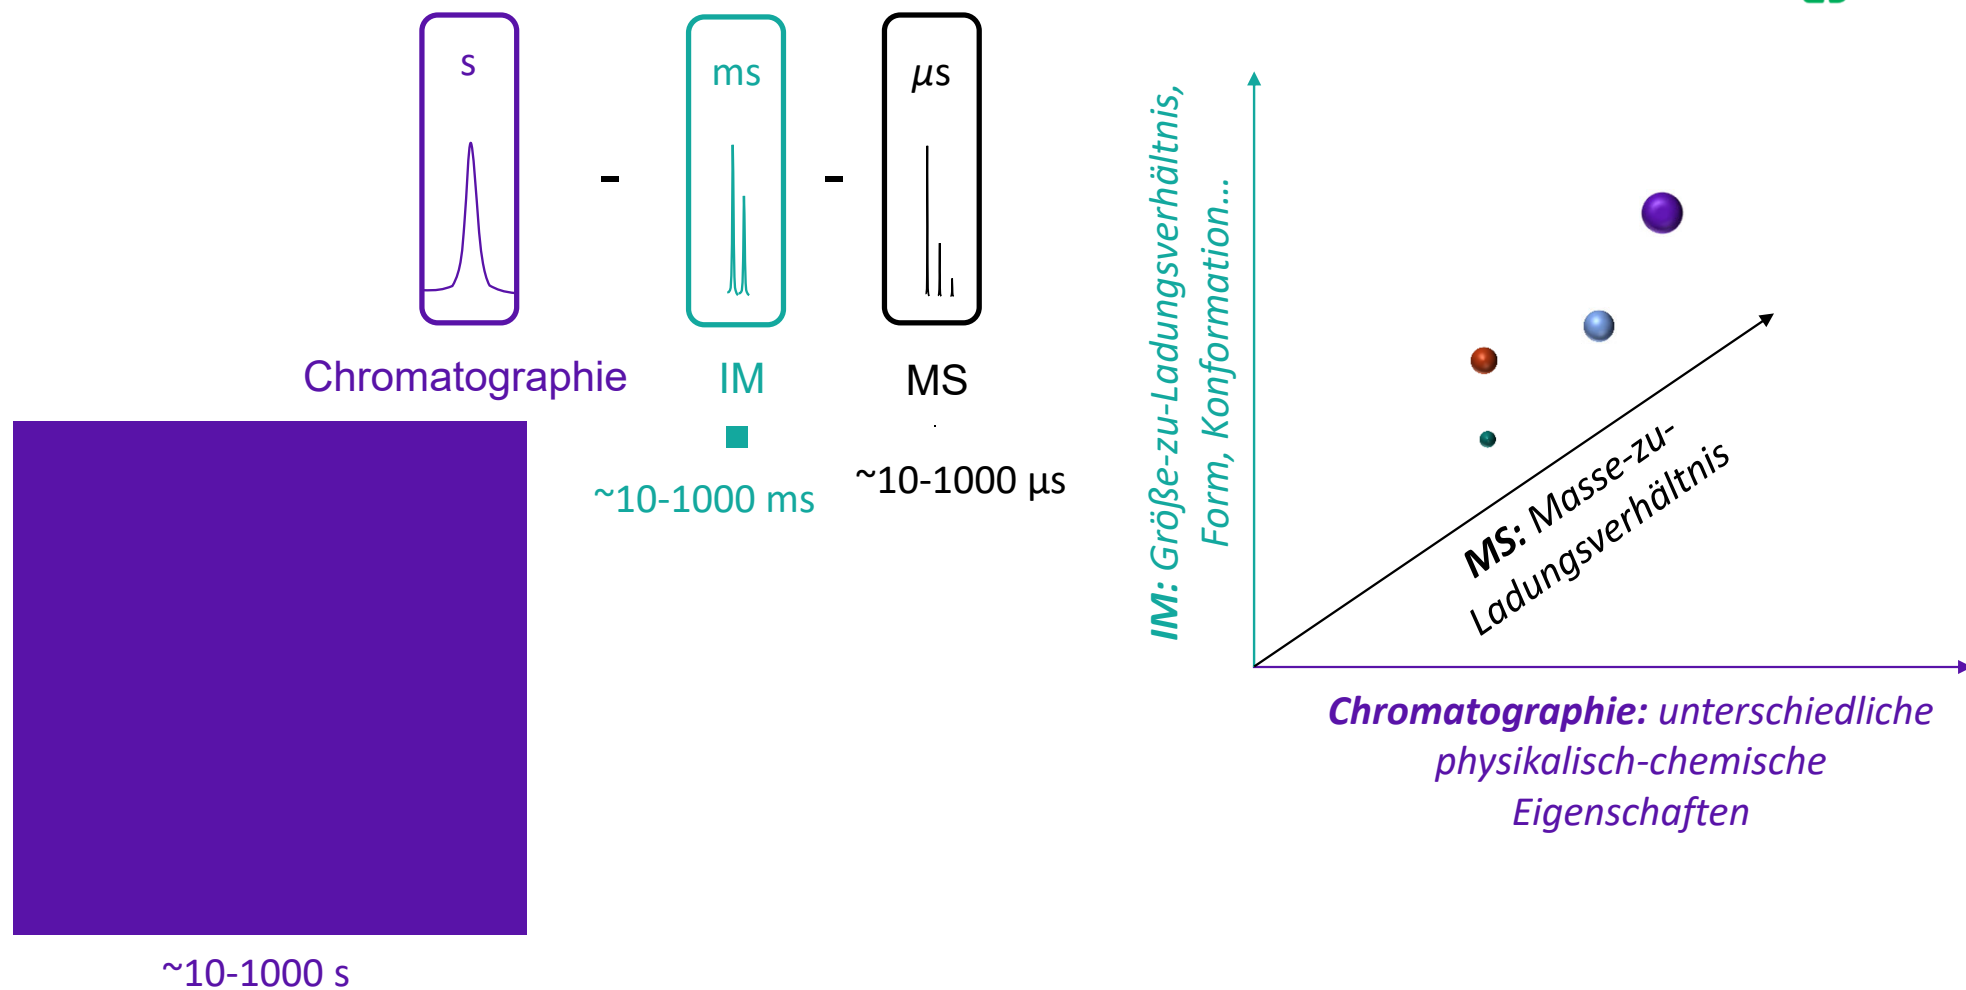 s
-
ms
-
µs
Chromatographie
IM
MS
~10-1000 ms
~10-1000 µs
~10-1000 s
IM: Größe-zu-Ladungsverhältnis,
Form, Konformation...
MS: Masse-zu-
Ladungsverhältnis
Chromatographie: unterschiedliche
physikalisch-chemische
Eigenschaften